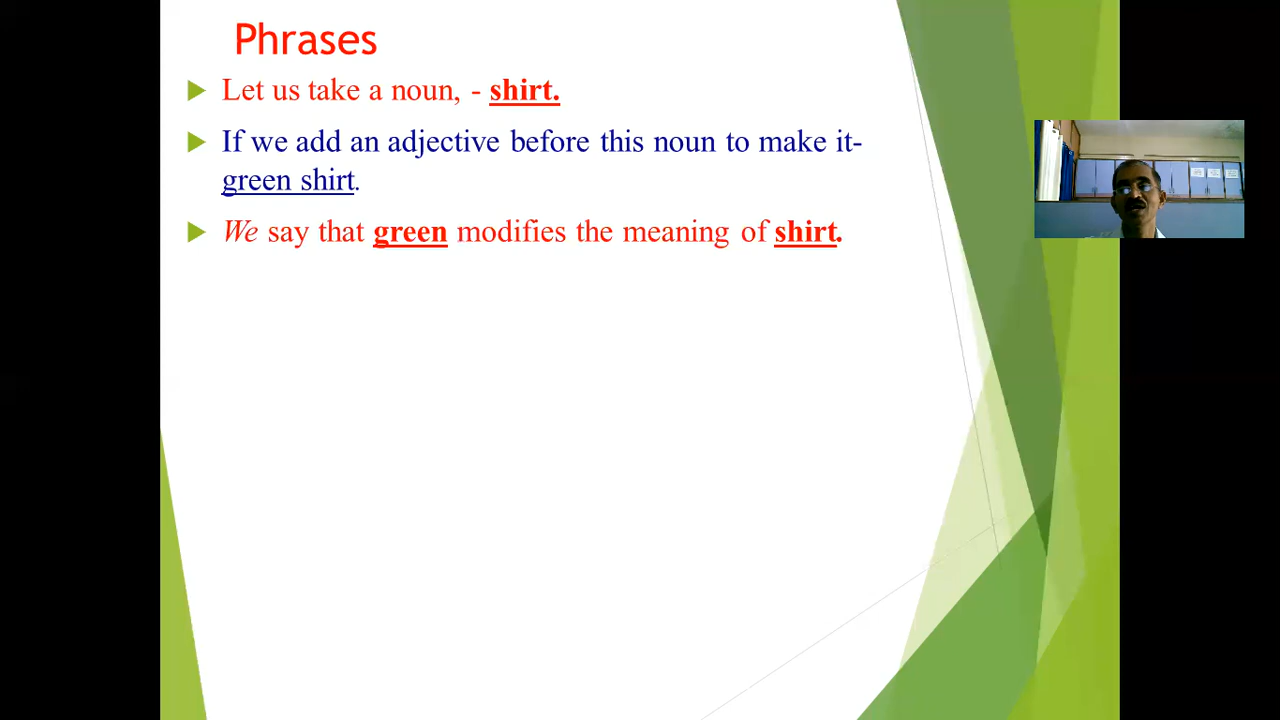 Phrases
Let us take a noun, - shirt.
If we add an adjective before this noun to make it-
green shirt.
We say that green modifies the meaning of shirt.